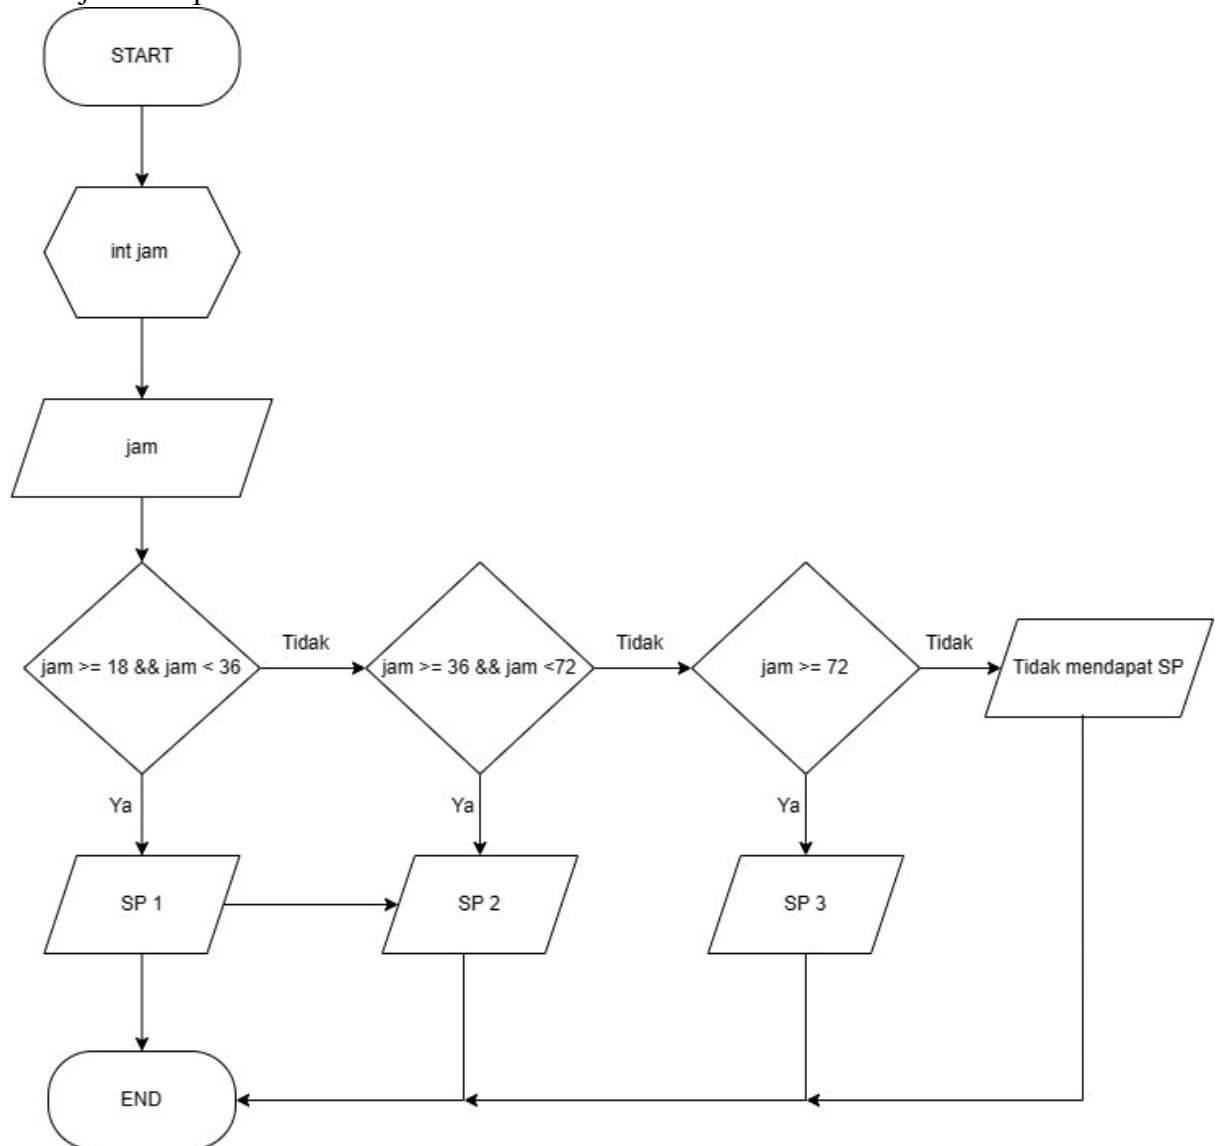 START
int jam
jam
jam >= 18 && jam < 36
Tidak
jam >= 36 && jam <72
Tidak
jam >= 72
Tidak
Tidak mendapat SP
Ya
Ya
Ya
SP 1
SP 2
SP 3
END